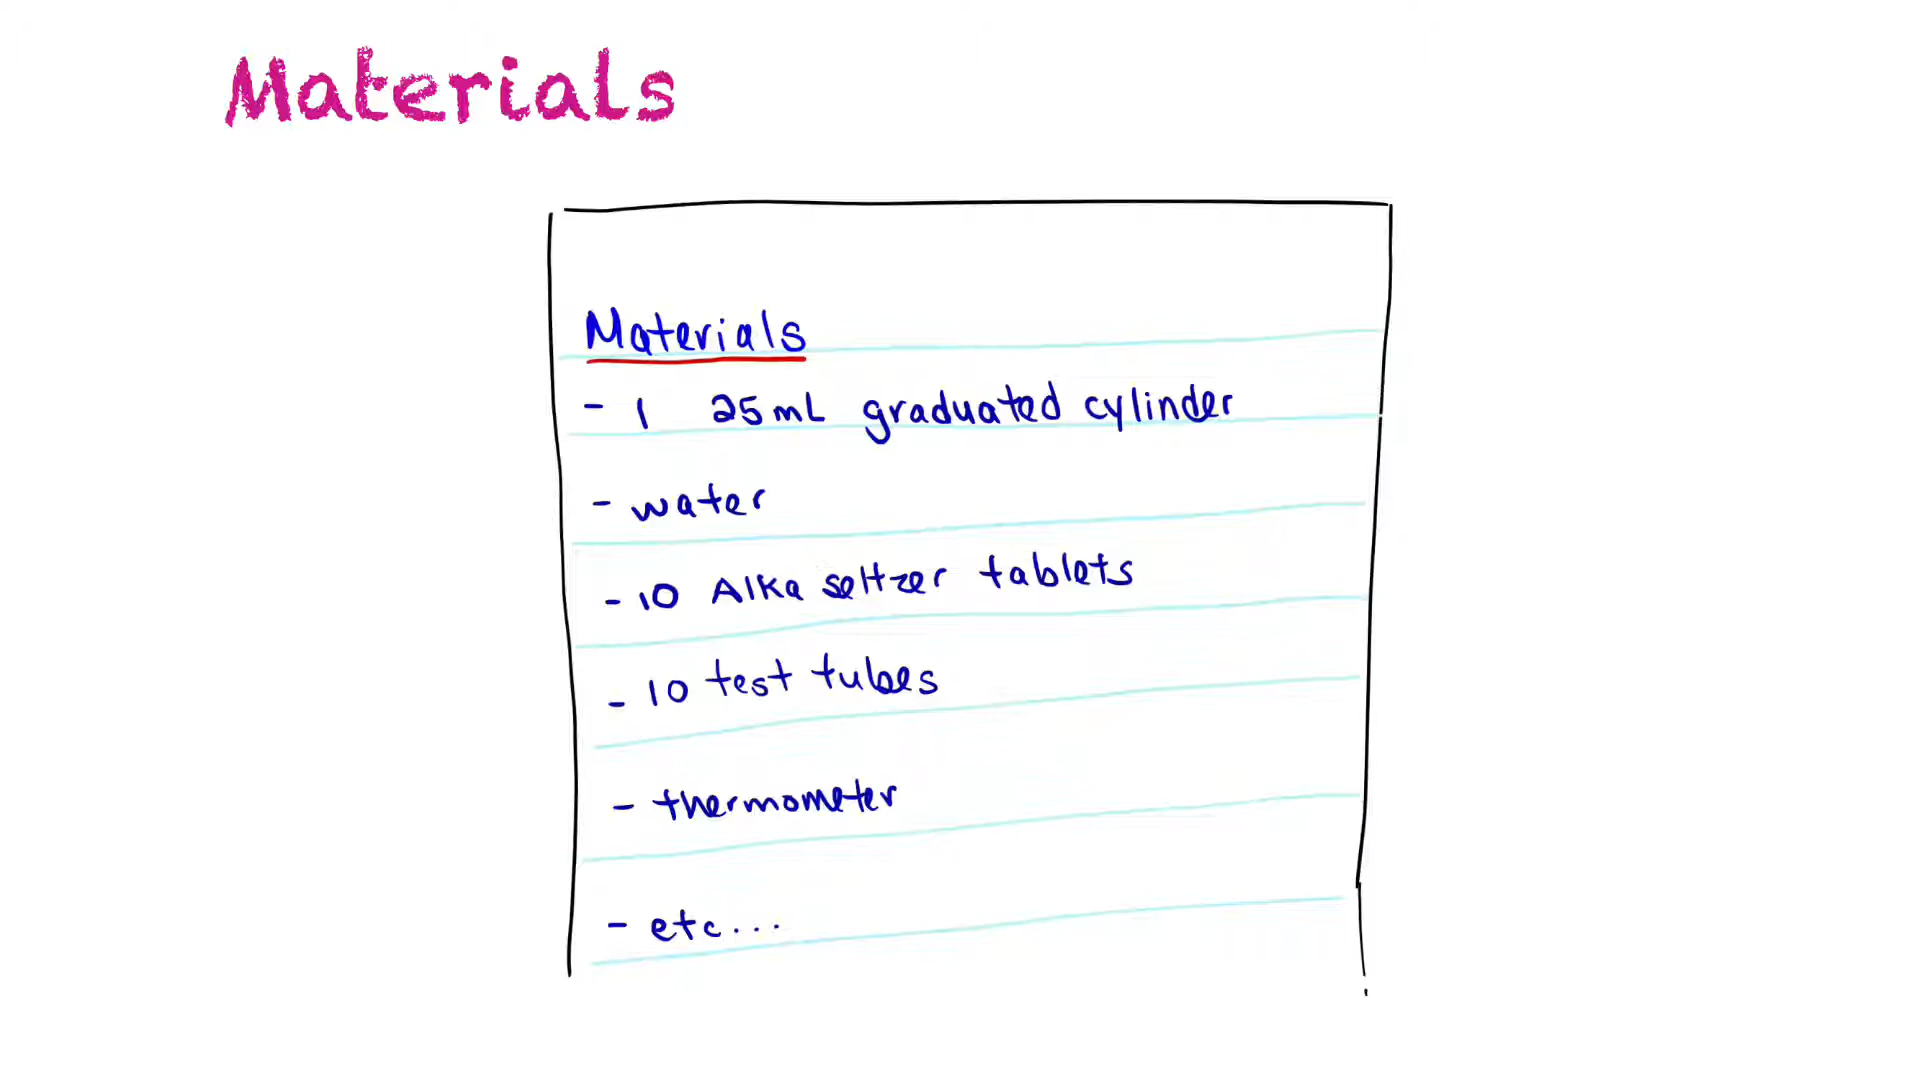 Materials
Materials
- 1 25mL graduated cylinder
- water
- 10 Alka seltzer tablets
- 10 test tubes
- thermometer
- etc...